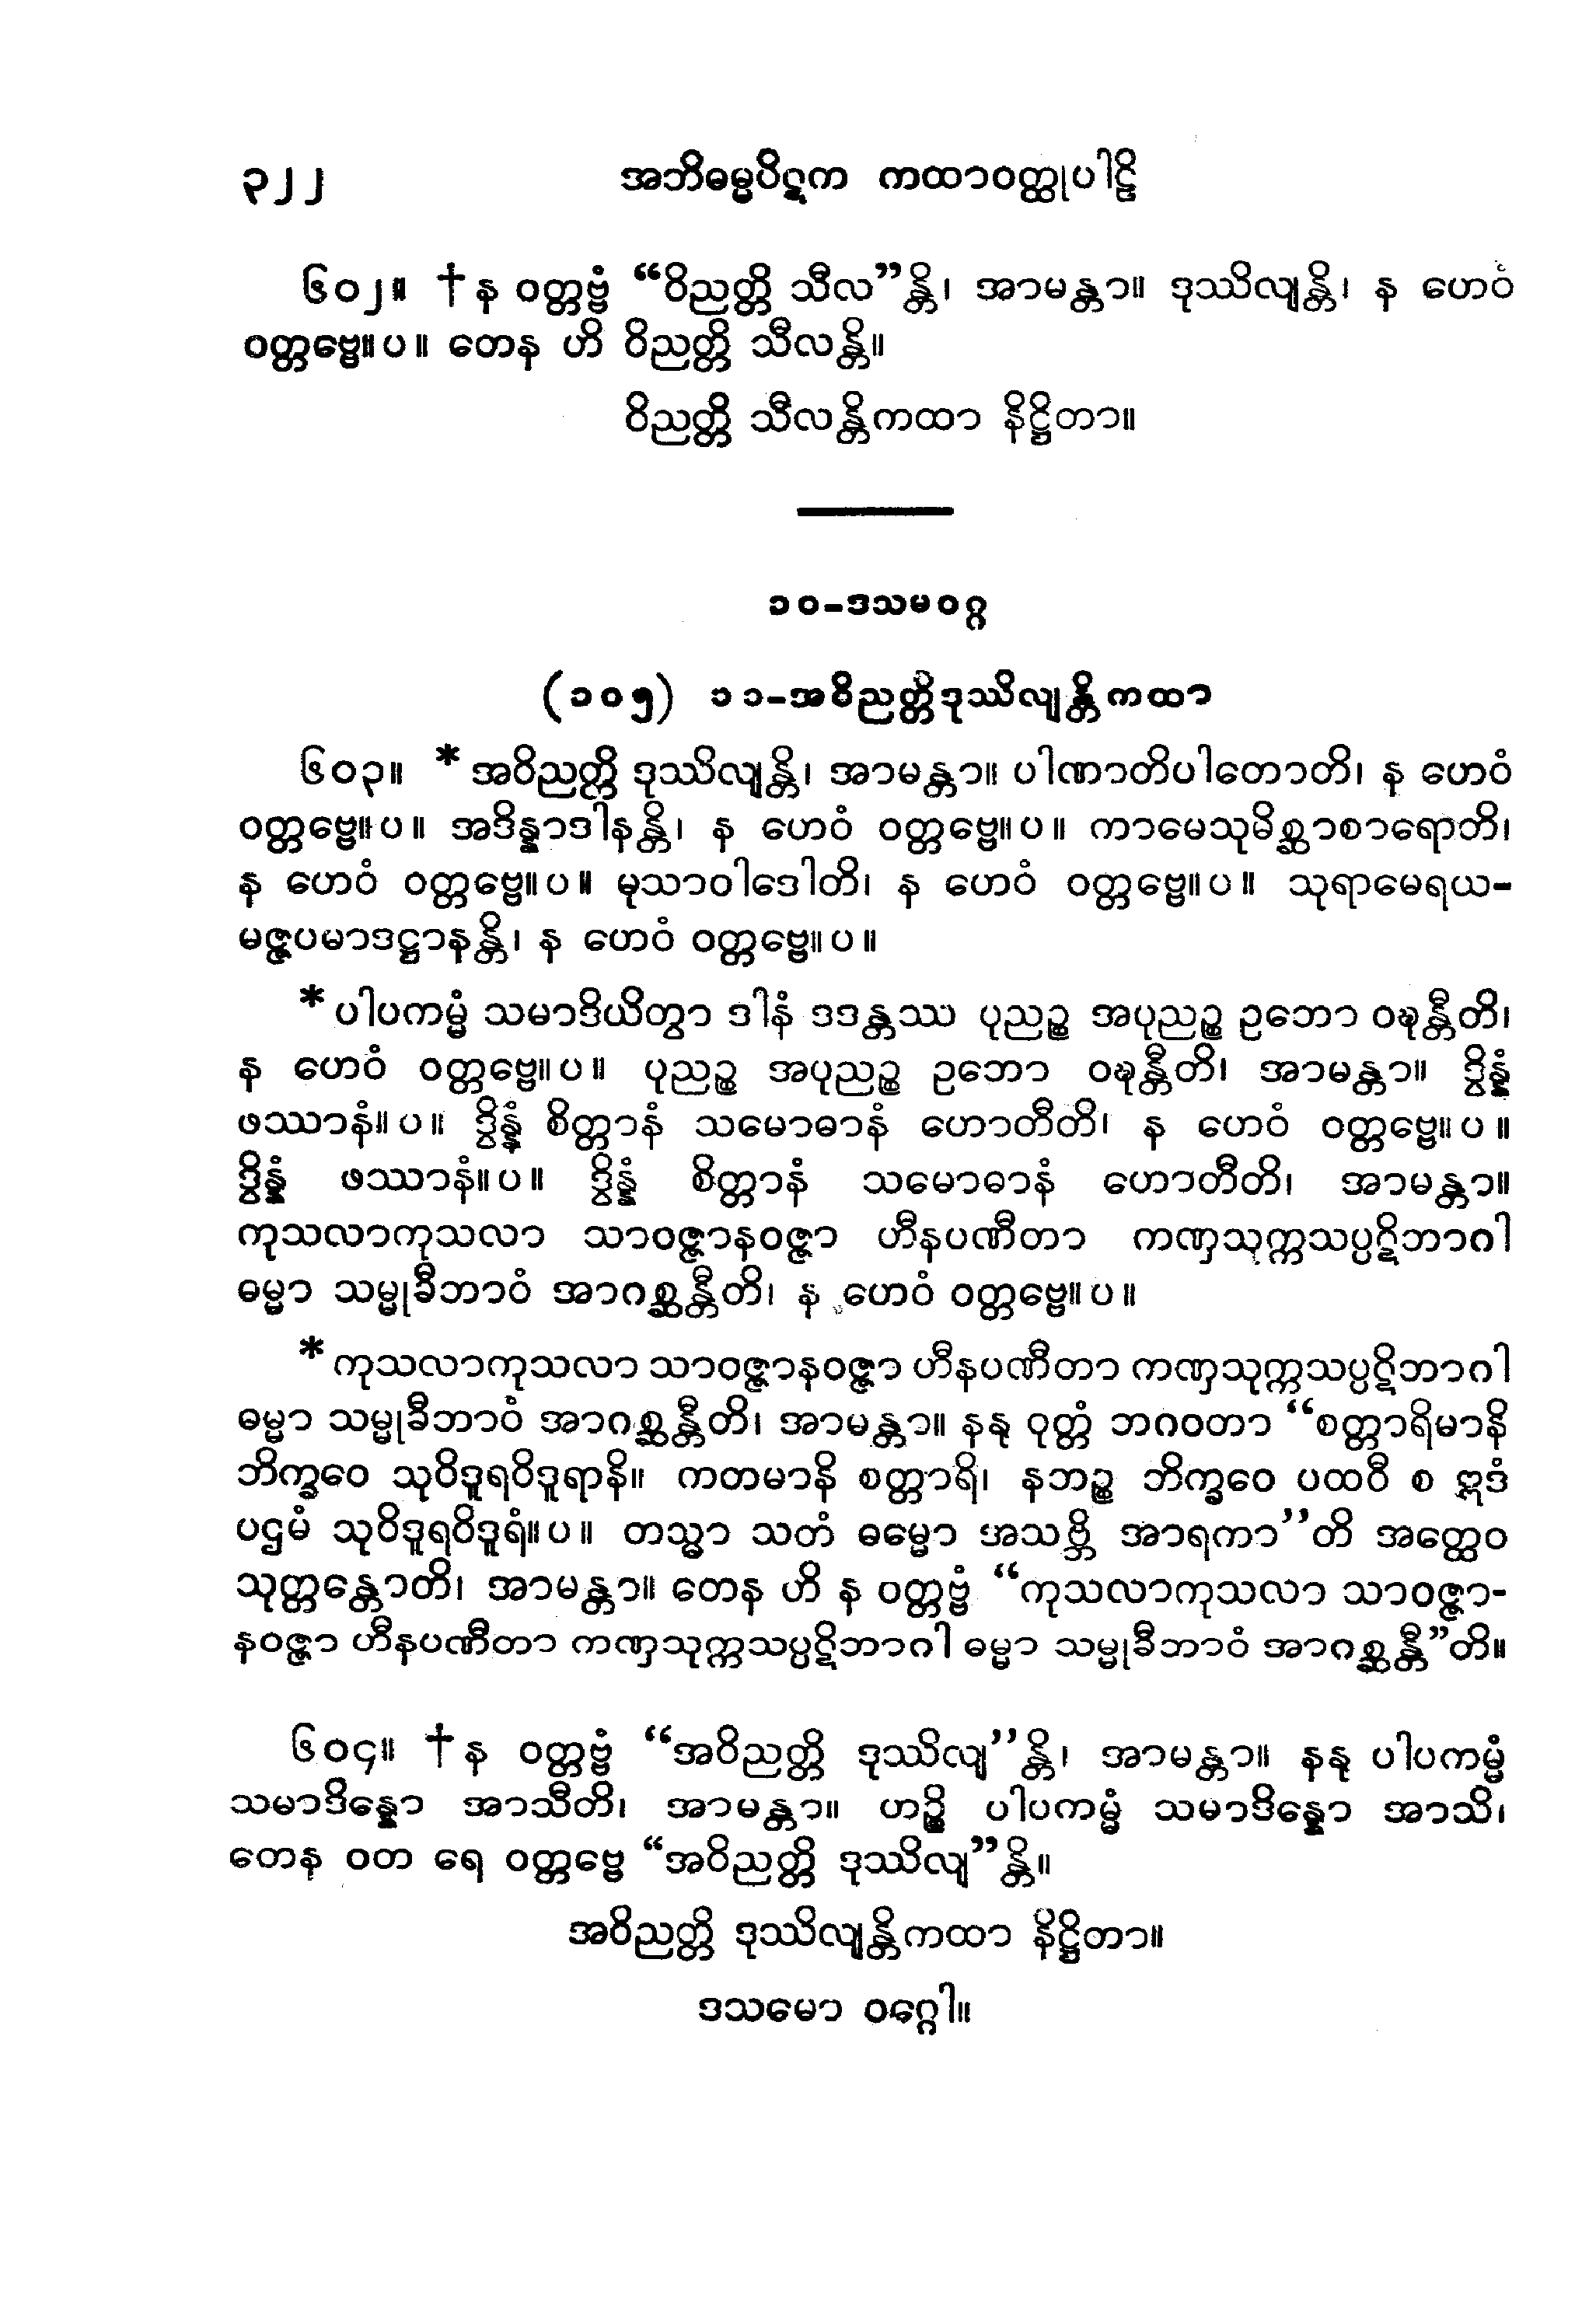 ၃၂၂ အဘိဓမ္မပိဋက ကထာဝတ္ထုပါဠိ
၆၀၂။ †န ဝတ္တဗ္ဗံ “ဝိညတ္တိ သီလ”န္တိ၊ အာမန္တာ။ ဒုဿိလျန္တိ၊ န ဟေဝံ
ဝတ္တဗ္ဗေ။ပ။ တေန ဟိ ဝိညတ္တိ သီလန္တိ။
ဝိညတ္တိ သီလန္တိကထာ နိဋ္ဌိတာ။
၁၀-ဒသမဝဂ္ဂ
(၁၀၅) ၁၁-အဝိညတ္တိဒုဿိလျန္တိကထာ
၆၀၃။ *အဝိညတ္တိ ဒုဿိလျန္တိ၊ အာမန္တာ။ ပါဏာတိပါတောတိ၊ န ဟေဝံ
ဝတ္တဗ္ဗေ။ပ။ အဒိန္နာဒါနန္တိ၊ န ဟေဝံ ဝတ္တဗ္ဗေ။ပ။ ကာမေသုမိစ္ဆာစာရောတိ၊
န ဟေဝံ ဝတ္တဗ္ဗေ။ပ။ မုသာဝါဒေါတိ၊ န ဟေဝံ ဝတ္တဗ္ဗေ။ပ။ သုရာမေရယ-
မဇ္ဇပမာဒဋ္ဌာနန္တိ၊ န ဟေဝံ ဝတ္တဗ္ဗေ။ပ။
*ပါပကမ္မံ သမာဒိယိတွာ ဒါနံ ဒဒန္တဿ ပုညဉ္စ အပုညဉ္စ ဥဘော ဝဍ္ဎန္တီတိ၊
န ဟေဝံ ဝတ္တဗ္ဗေ။ပ။ ပုညဉ္စ အပုညဉ္စ ဥဘော ဝဍ္ဎန္တီတိ၊ အာမန္တာ။ ဒွိန္နံ
ဖဿာနံ။ပ။ ဒွိန္နံ စိတ္တာနံ သမောဓာနံ ဟောတီတိ၊ န ဟေဝံ ဝတ္တဗ္ဗေ။ပ။
ဒွိန္နံ ဖဿာနံ။ပ။ ဒွိန္နံ စိတ္တာနံ သမောဓာနံ ဟောတီတိ၊ အာမန္တာ။
ကုသလာကုသလာ သာဝဇ္ဇာနဝဇ္ဇာ ဟီနပဏီတာ ကဏှသုက္ကသပ္ပဋိဘာဂါ
ဓမ္မာ သမ္မုခီဘာဝံ အာဂစ္ဆန္တီတိ၊ န ဟေဝံ ဝတ္တဗ္ဗေ။ပ။
*ကုသလာကုသလာ သာဝဇ္ဇာနဝဇ္ဇာ ဟီနပဏီတာ ကဏှသုက္ကသပ္ပဋိဘာဂါ
ဓမ္မာ သမ္မုခီဘာဝံ အာဂစ္ဆန္တီတိ၊ အာမန္တာ။ နနု ဝုတ္တံ ဘဂဝတာ “စတ္တာရိမာနိ
ဘိက္ခဝေ သုဝိဒူရဝိဒူရာနိ။ ကတမာနိ စတ္တာရိ၊ နဘဉ္စ ဘိက္ခဝေ ပထဝီ စ ဣဒံ
ပဌမံ သုဝိဒူရဝိဒူရံ။ပ။ တသ္မာ သတံ ဓမ္မော အသဗ္ဘိ အာရကာ”တိ အတ္ထေဝ
သုတ္တန္တောတိ၊ အာမန္တာ။ တေန ဟိ န ဝတ္တဗ္ဗံ “ကုသလာကုသလာ သာဝဇ္ဇာ-
နဝဇ္ဇာ ဟီနပဏီတာ ကဏှသုက္ကသပ္ပဋိဘာဂါ ဓမ္မာ သမ္မုခီဘာဝံ အာဂစ္ဆန္တီ”တိ။
၆၀၄။ †န ဝတ္တဗ္ဗံ “အဝိညတ္တိ ဒုဿိလျ”န္တိ၊ အာမန္တာ။ နနု ပါပကမ္မံ
သမာဒိန္နော အာသီတိ၊ အာမန္တာ။ ဟဉ္စိ ပါပကမ္မံ သမာဒိန္နော အာသိ၊
တေန ဝတ ရေ ဝတ္တဗ္ဗေ “အဝိညတ္တိ ဒုဿိလျ”န္တိ။
အဝိညတ္တိ ဒုဿိလျန္တိကထာ နိဋ္ဌိတာ။
ဒသမော ဝဂ္ဂေါ။